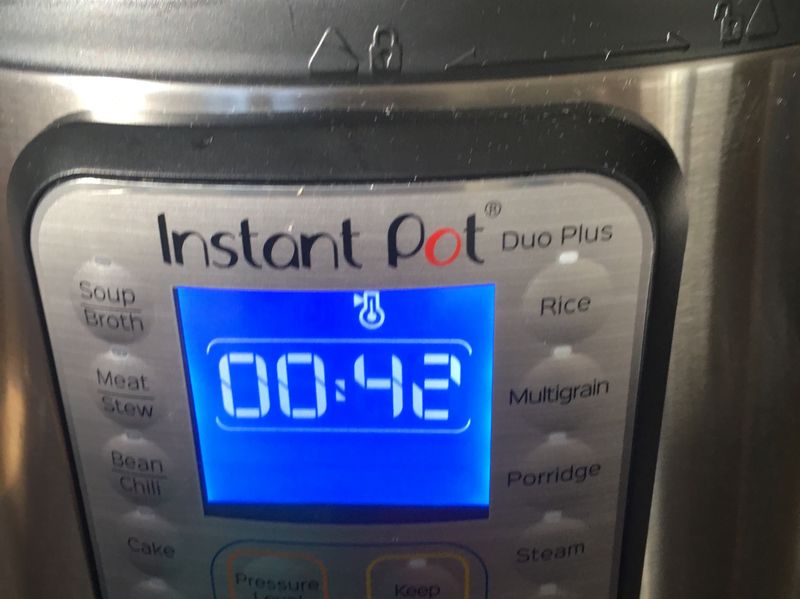 Instant Pot® Duo Plus
00:42
Soup
Broth
Meat
Stew
Bean
Chili
Cake
Rice
Multigrain
Porridge
Steam
Pressure
Keep